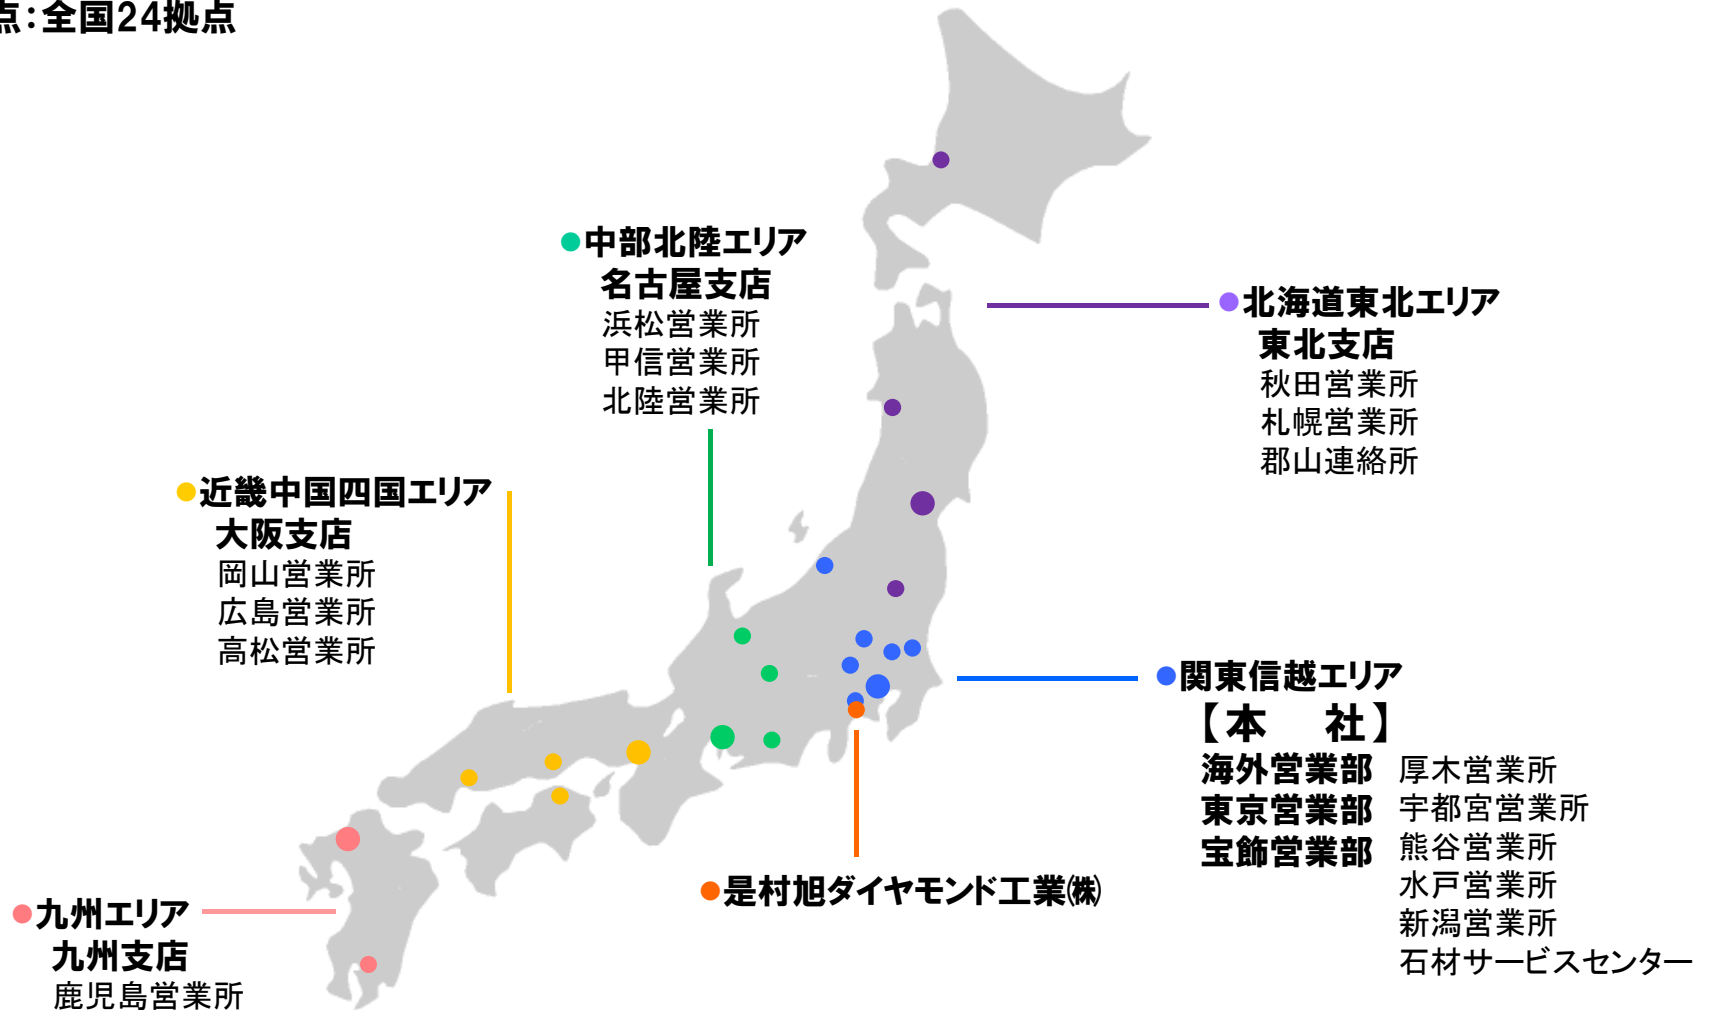 点：全国24拠点
●中部北陸エリア
名古屋支店
浜松営業所
甲信営業所
北陸営業所
●北海道東北エリア
東北支店
秋田営業所
札幌営業所
郡山連絡所
●近畿中国四国エリア
大阪支店
岡山営業所
広島営業所
高松営業所
●関東信越エリア
【本　社】
海外営業部
東京営業部
宝飾営業部
厚木営業所
宇都宮営業所
熊谷営業所
水戸営業所
新潟営業所
石材サービスセンター
●是村旭ダイヤモンド工業㈱
●九州エリア
九州支店
鹿児島営業所